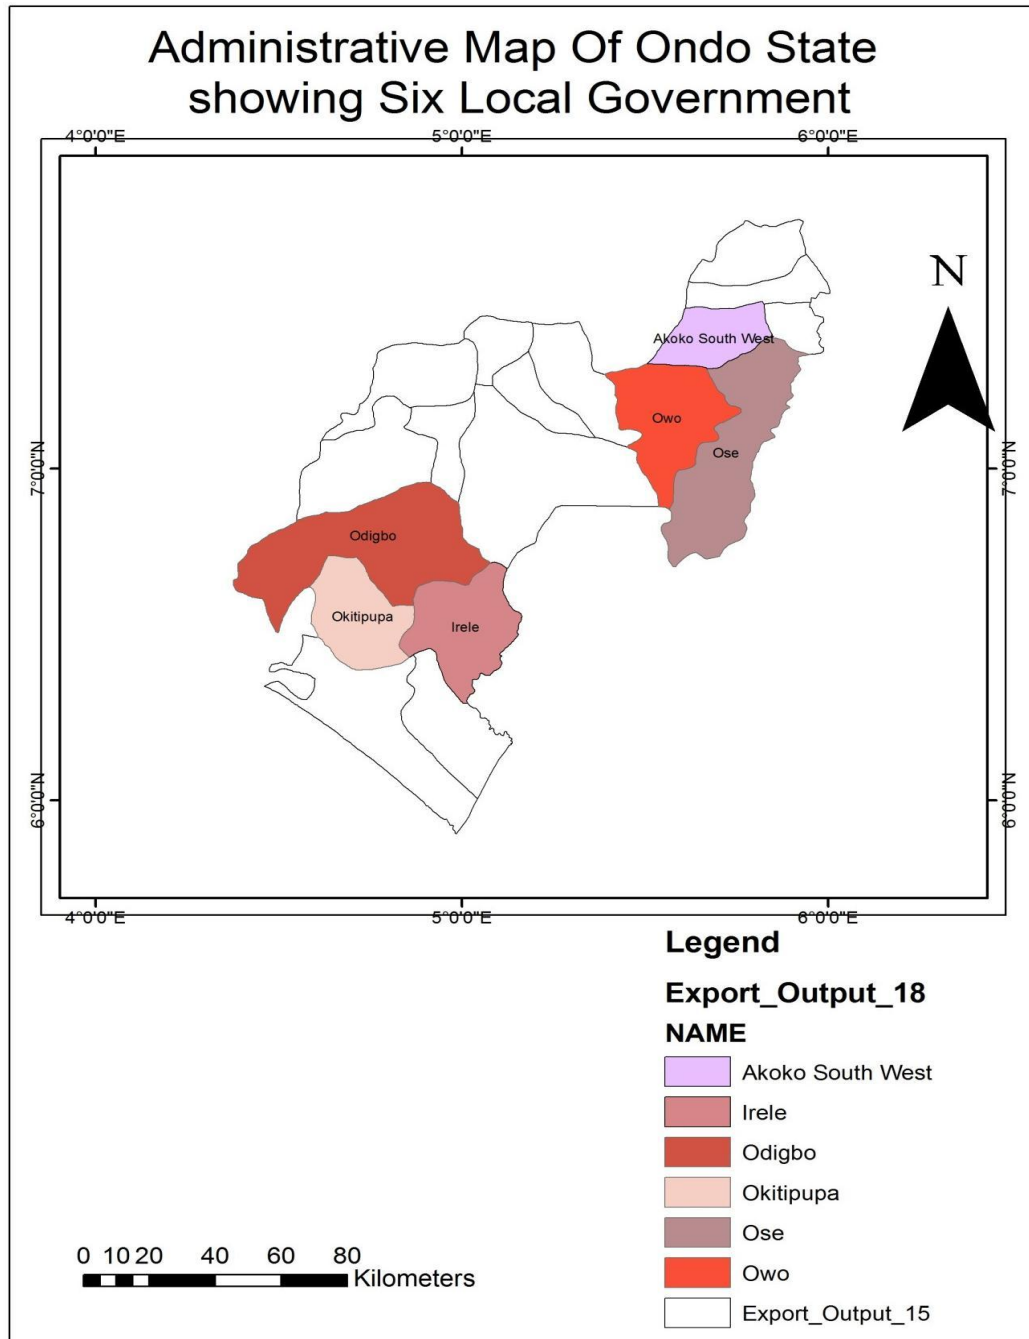 Administrative Map Of Ondo State
showing Six Local Government
4°0'0"E
5°0'0"E
6°0'0"E
N
Akoko South West
Owo
Ose
7°0'0"N
7°0'0"N
Odigbo
Okitipupa
Irele
6°0'0"N
6°0'0"N
4°0'0"E
5°0'0"E
6°0'0"E
Legend
Export_Output_18
NAME
Akoko South West
Irele
Odigbo
Okitipupa
Ose
Owo
Export_Output_15
0 10 20 40 60 80
Kilometers